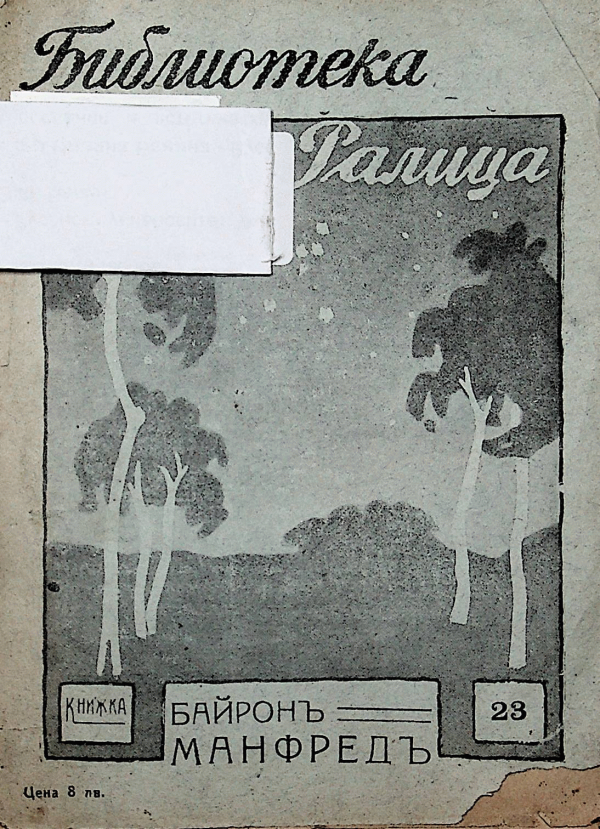 Библиотека
Ралица
Книжка
БАЙРОНЪ
23
МАНФРЕДЪ
Цена 8 лв.